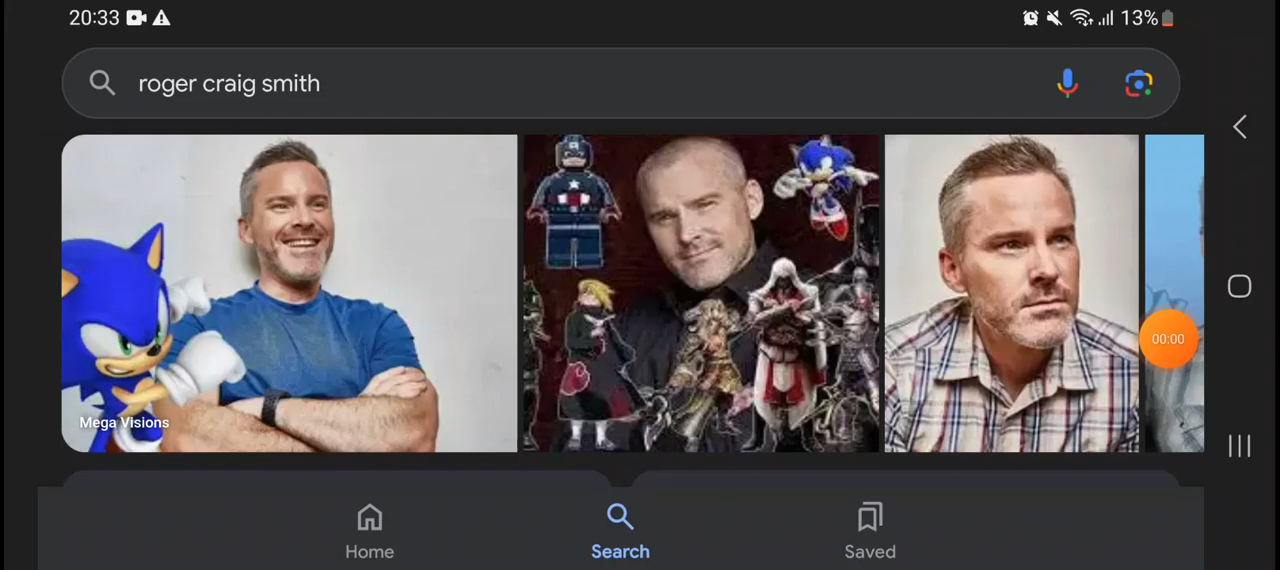 20:33
13%
roger craig smith
Mega Visions
00:00
Home
Search
Saved